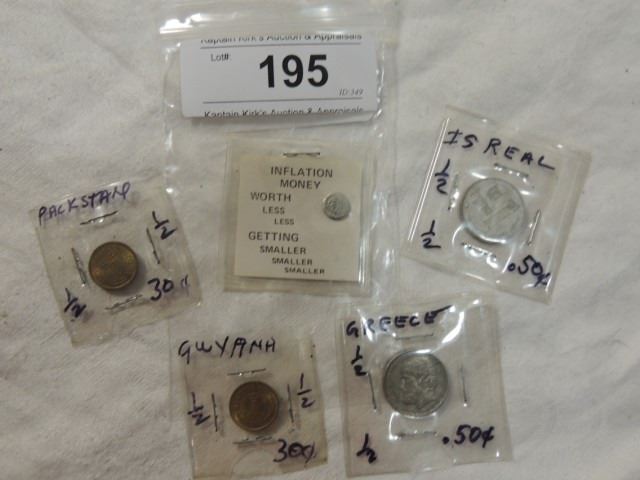 Kaptain Kirk's Auction & Appraisals
Lot#:
195
ID:349
Kaptain Kirk's Auction & Appraisals
INFLATION
MONEY
WORTH
LESS
LESS
GETTING
SMALLER
SMALLER
SMALLER
IS REAL
1/2
1/2
.50¢
PACKSTAN
1/2
1/2
30¢
GWYANA
1/2
1/2
30¢
GREECE
1/2
1/2
.50¢